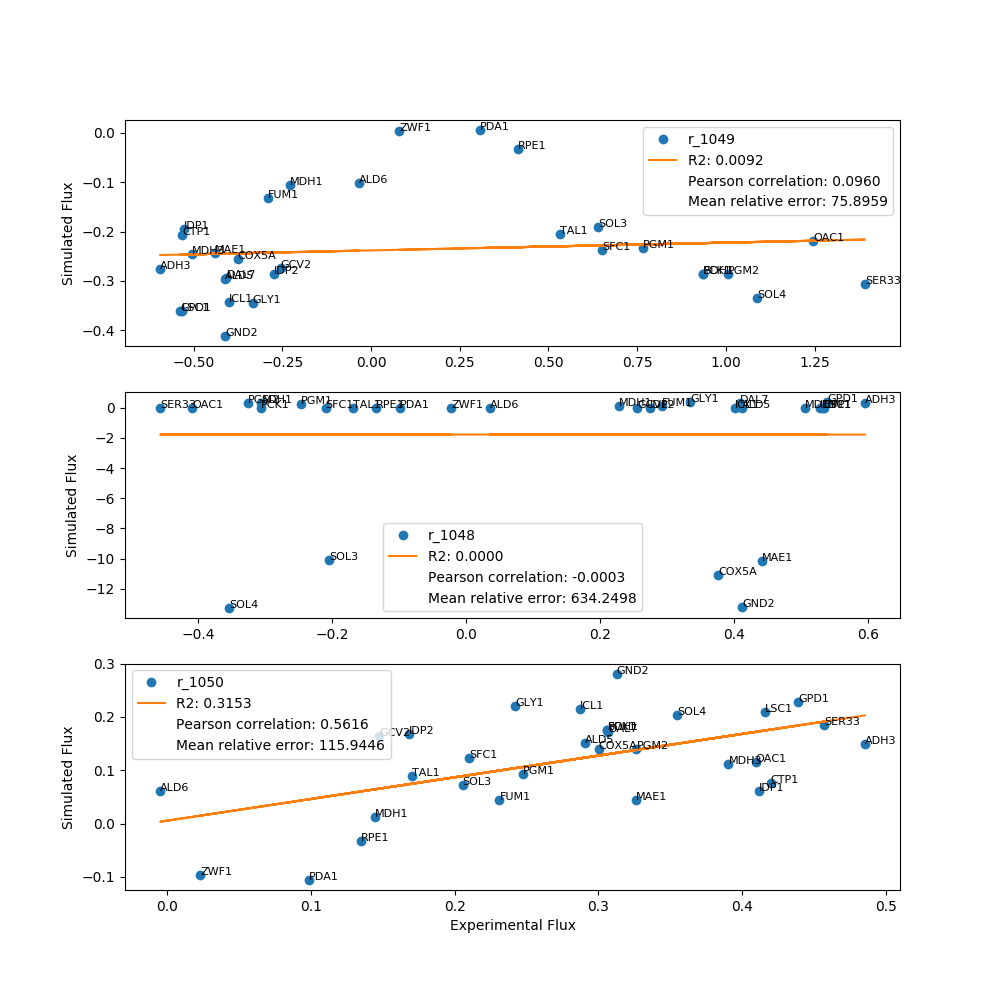 r_1049
R2: 0.0092
Pearson correlation: 0.0960
Mean relative error: 75.8959
ZWF1
PDA1
RPE1
MDH1
ALD6
FUM1
IDP1
CTP1
MAE1
COX5A
ADH3
GCV2
IDP2
ICL1
GLY1
GND2
TAL1
SOL3
SFC1
PGM1
OAC1
PGM2
SOL4
SER33
0.0
−0.1
−0.2
−0.3
−0.4
Simulated Flux
−0.50 −0.25 0.00 0.25 0.50 0.75 1.00 1.25
SER33
OAC1
PCK1
PGM1
SFC1
TAL1
RPE1
PDA1
ZWF1
ALD6
MDH1
FUM1
GLY1
DAL7
ALD5
GPD1
ADH3
SOL3
SOL4
MAE1
COX5A
GND2
0
−2
−4
−6
−8
−10
−12
Simulated Flux
r_1048
R2: 0.0000
Pearson correlation: -0.0003
Mean relative error: 634.2498
−0.4 −0.2 0.0 0.2 0.4 0.6
r_1050
R2: 0.3153
Pearson correlation: 0.5616
Mean relative error: 115.9446
GND2
GLY1
ICL1
SOL4
LSC1
GPD1
SER33
ADH3
GCV2
IDP2
DAL7
ALD5
COX5A
PGM2
SFC1
TAL1
SOL3
PGM1
FUM1
MAE1
MDH3
OAC1
CTP1
IDP1
ALD6
MDH1
RPE1
ZWF1
PDA1
0.3
0.2
0.1
0.0
−0.1
Simulated Flux
0.0 0.1 0.2 0.3 0.4 0.5
Experimental Flux